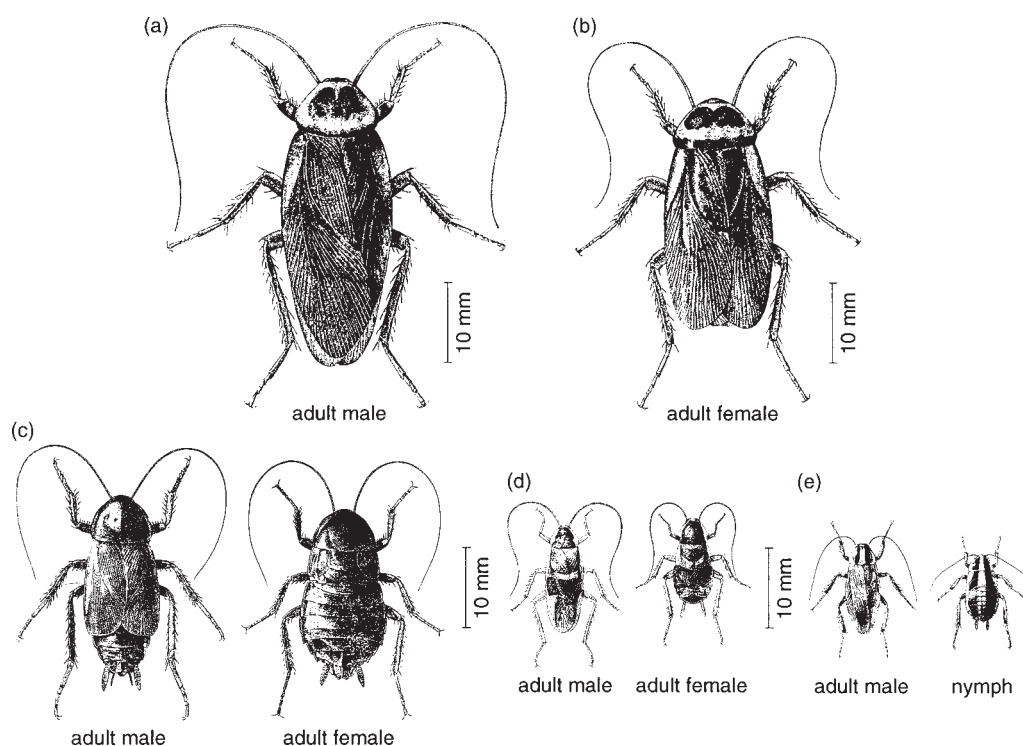 (a)
(b)
10 mm
10 mm
adult male
adult female
(c)
(d)
(e)
10 mm
10 mm
adult male
adult female
adult male
nymph
adult male
adult female